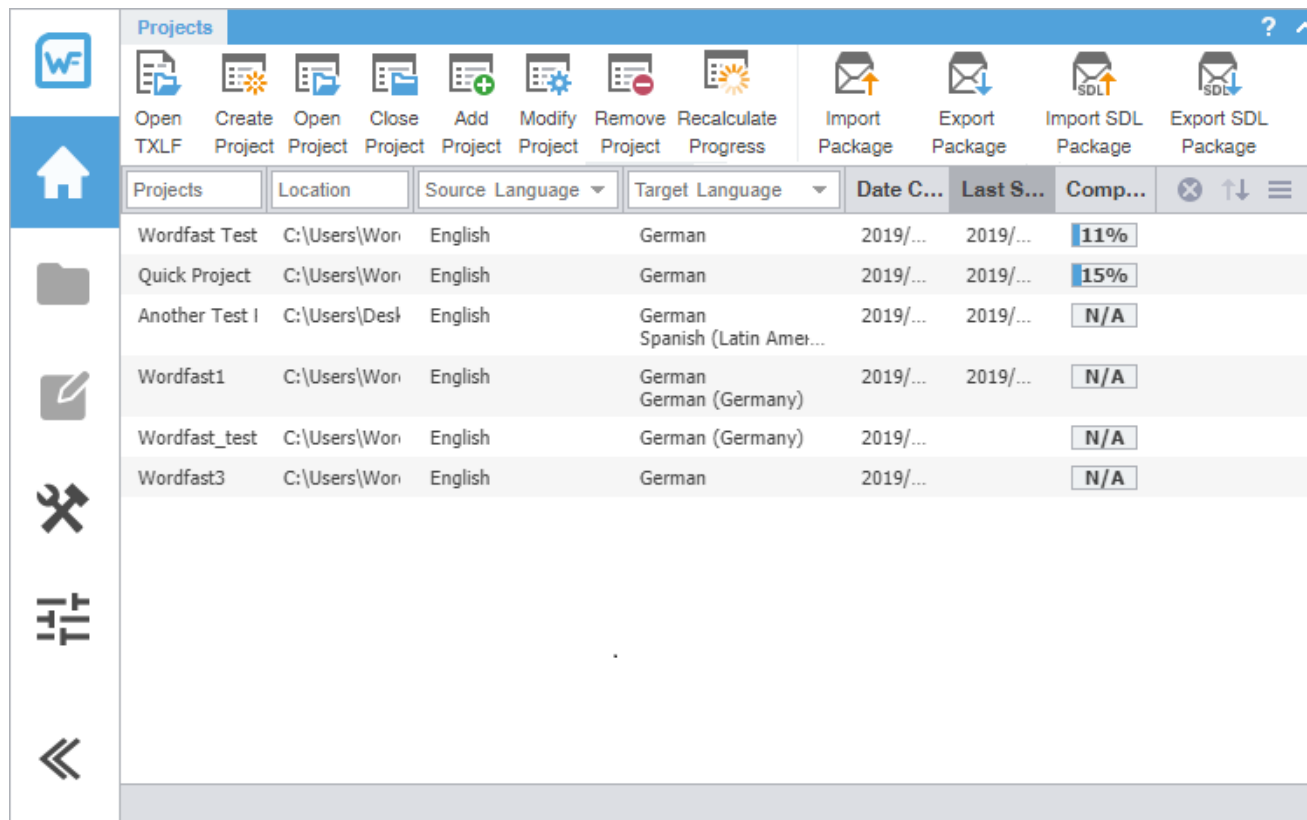 Projects ?
WF
Open TXLF
Create Project
Open Project
Close Project
Add Project
Modify Project
Remove Project
Recalculate Progress
Import Package
Export Package
SDL
Import SDL Package
SDL
Export SDL Package
Projects Location Source Language Target Language Date C... Last S... Comp...
Wordfast Test C:\Users\Wor English German 2019/... 2019/... 11%
Quick Project C:\Users\Wor English German 2019/... 2019/... 15%
Another Test C:\Users\Desk English German 2019/... 2019/... N/A
Spanish (Latin Amer...
Wordfast1 C:\Users\Wor English German 2019/... 2019/... N/A
German (Germany)
Wordfast_test C:\Users\Wor English German (Germany) 2019/... N/A
Wordfast3 C:\Users\Wor English German 2019/... N/A